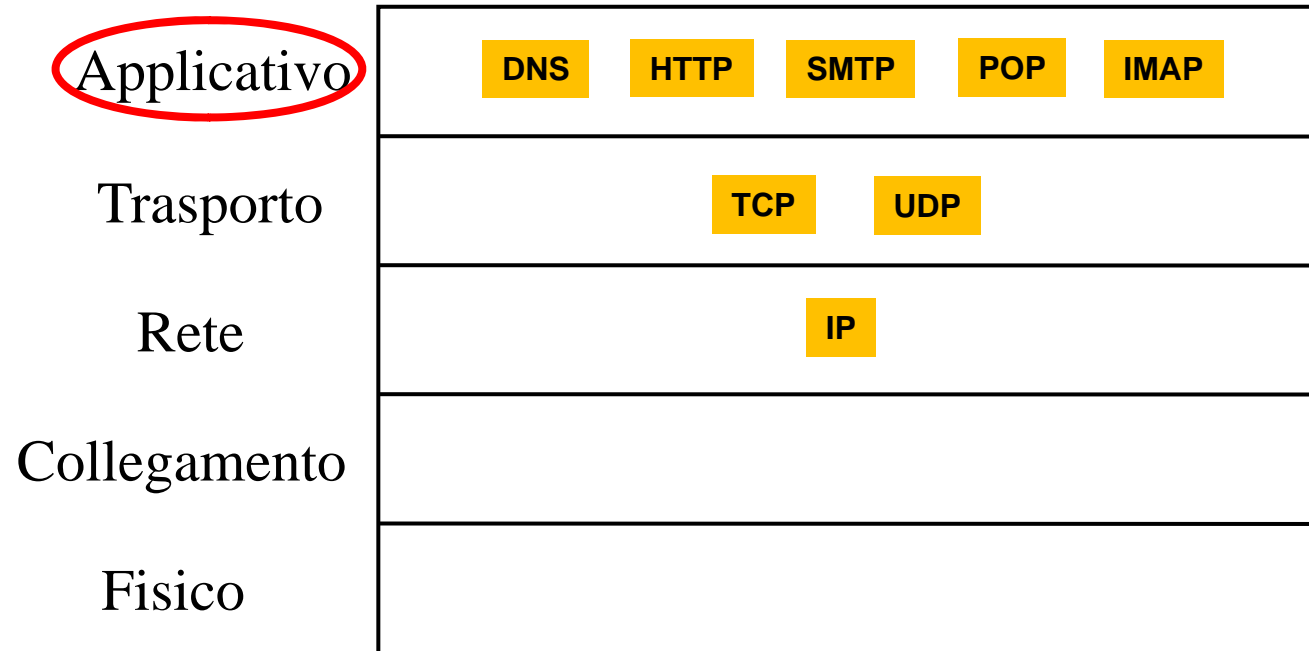 Applicativo DNS HTTP SMTP POP IMAP
Trasporto TCP UDP
Rete IP
Collegamento
Fisico